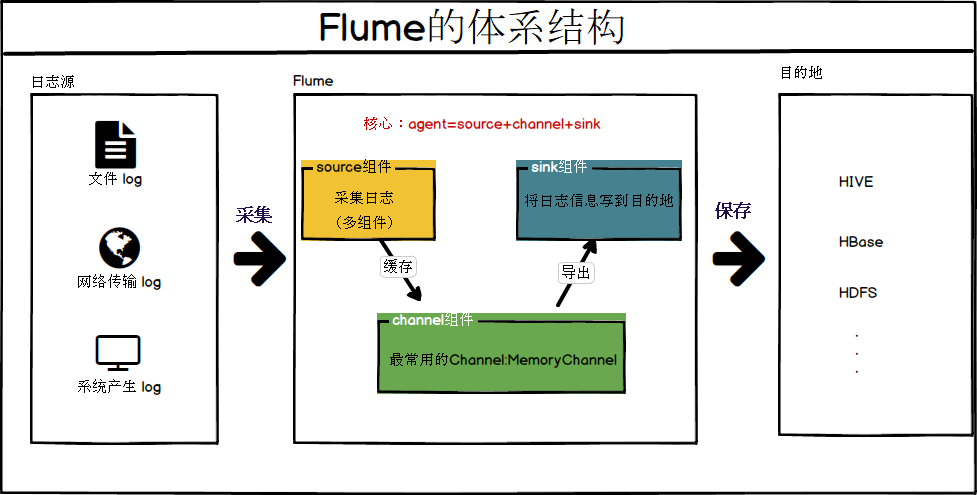 Flume的体系结构
日志源
文件 log
网络传输 log
系统产生 log
采集
Flume
核心：agent=source+channel+sink
source组件
采集日志
（多组件）
sink组件
将日志信息写到目的地
缓存
导出
channel组件
最常用的Channel:MemoryChannel
保存
目的地
HIVE
HBase
HDFS
.
.
.